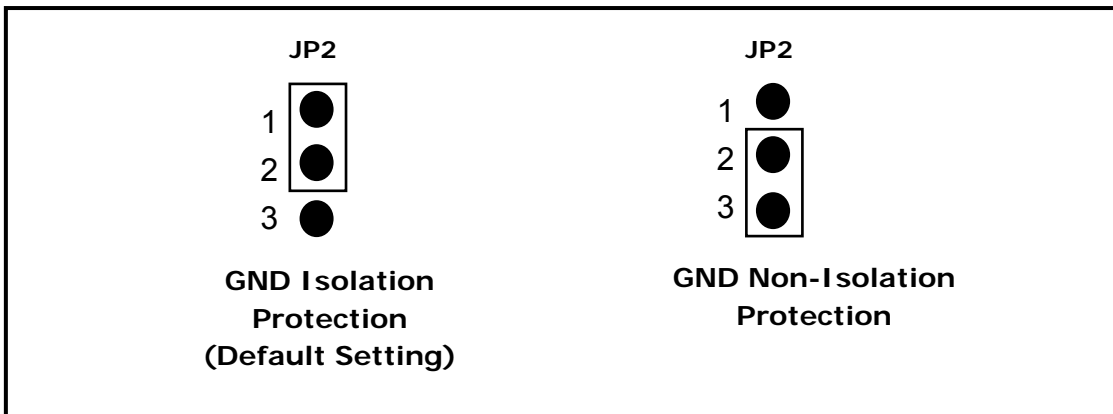 JP2
1
2
3
GND Isolation
Protection
(Default Setting)
JP2
1
2
3
GND Non-Isolation
Protection